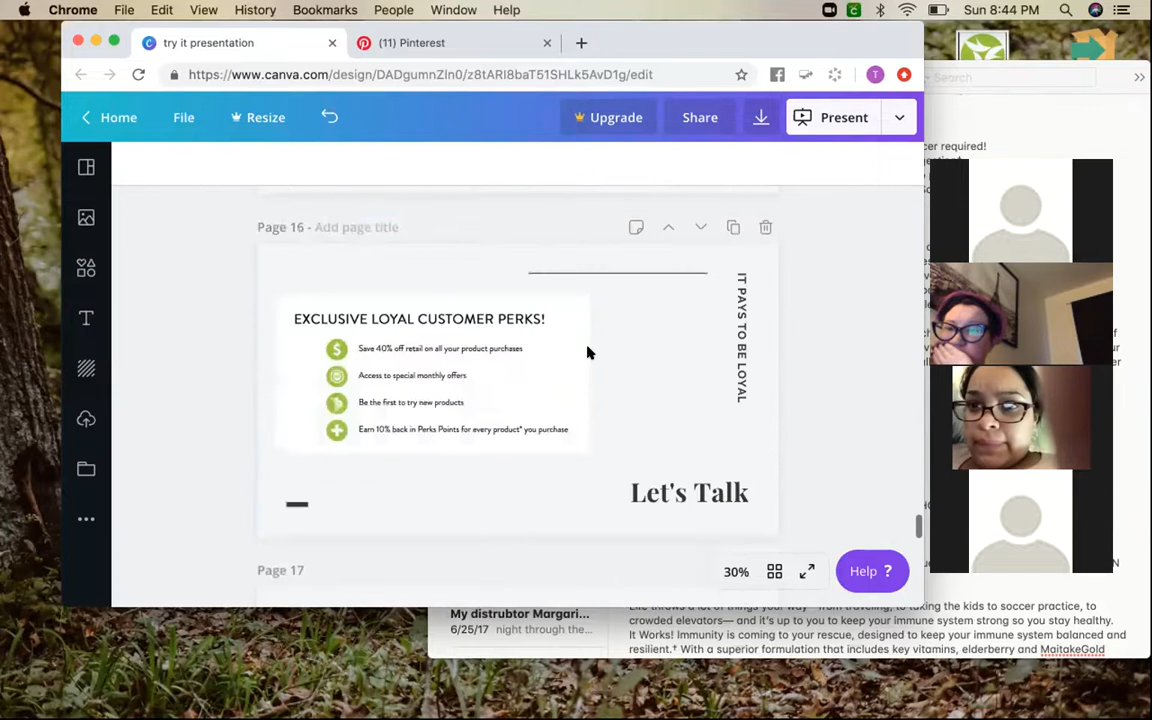 Chrome File Edit View History Bookmarks People Window Help Sun 8:44 PM
try it presentation
(11) Pinterest
https://www.canva.com/design/DADgumnZln0/z8tARl8baT51SHLk5AvD1g/edit
Search
Home File Resize Upgrade Share Present
cer required!
Page 16 - Add page title
EXCLUSIVE LOYAL CUSTOMER PERKS!
Save 40% off retail on all your product purchases
Access to special monthly offers
Be the first to try new products
Earn 10% back in Perks Points for every product* you purchase
IT PAYS TO BE LOYAL
Let's Talk
Page 17
30%
Help ?
My distrubtor Margari...
6/25/17 night through the...
Life throws a lot of things your way—from traveling, to taking the kids to soccer practice, to
crowded elevators— and it's up to you to keep your immune system strong so you stay healthy.
It Works! Immunity is coming to your rescue, designed to keep your immune system balanced and
resilient.† With a superior formulation that includes key vitamins, elderberry and MaitakeGold